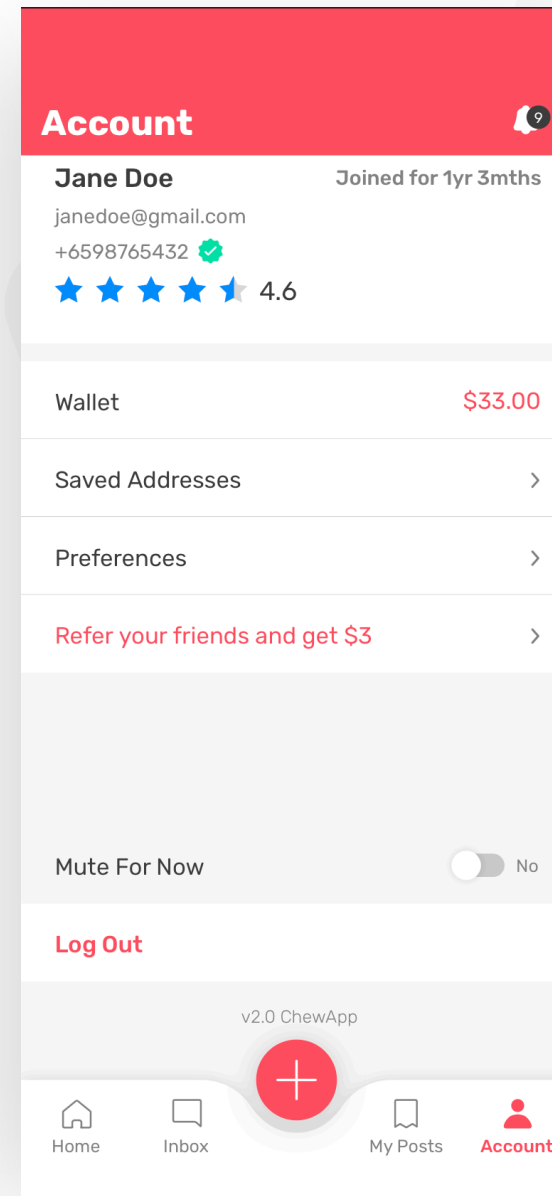 Account
9
Jane Doe
Joined for 1yr 3mths
janedoe@gmail.com
+6598765432
4.6
Wallet
$33.00
Saved Addresses
Preferences
Refer your friends and get $3
Mute For Now
No
Log Out
v2.0 ChewApp
Home
Inbox
My Posts
Account